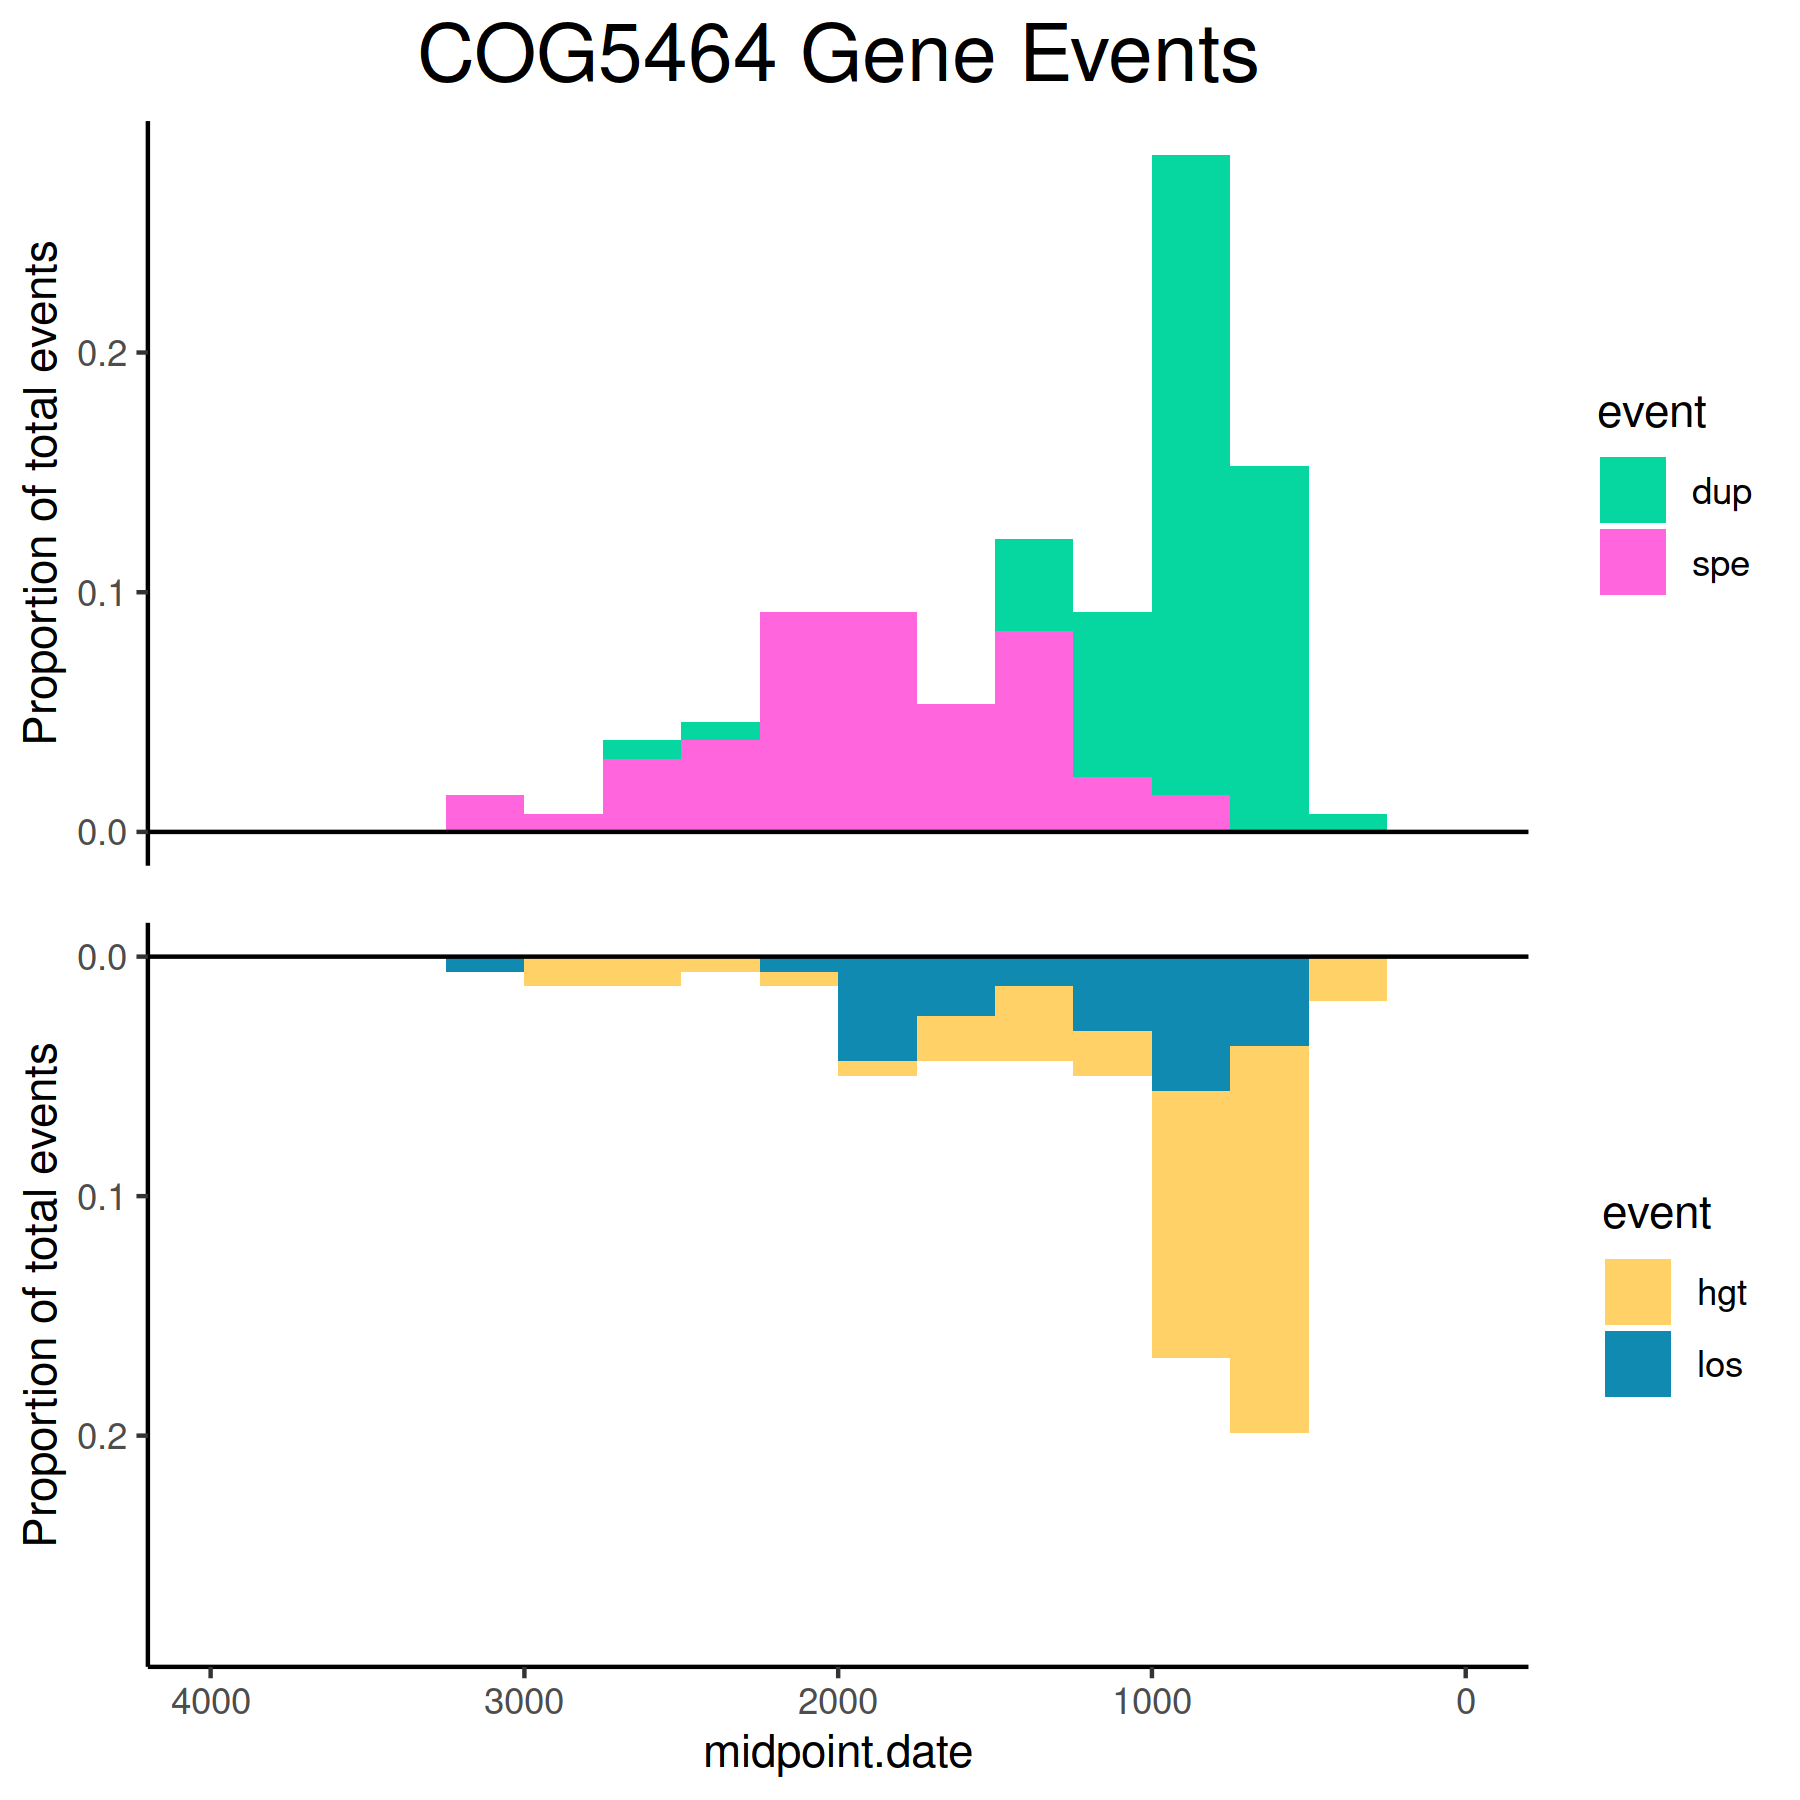 COG5464 Gene Events
Proportion of total events
0.2
0.1
0.0
event
dup
spe
Proportion of total events
0.0
0.1
0.2
event
hgt
los
4000 3000 2000 1000 0
midpoint.date